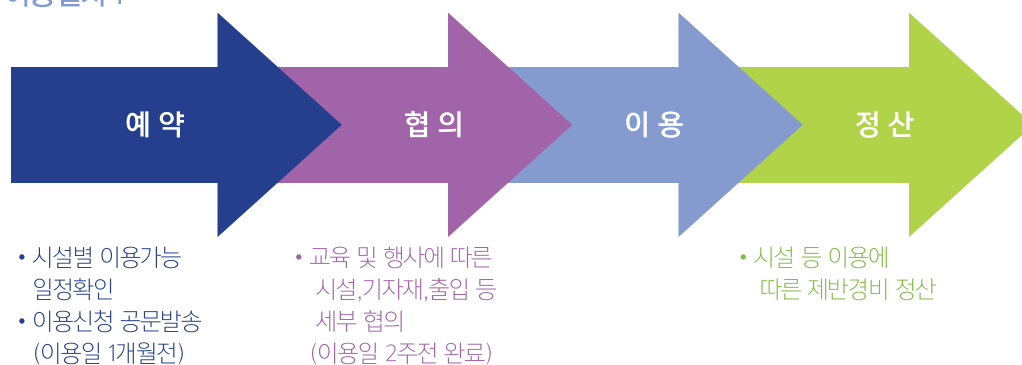 예 약
협 의
이 용
정 산
• 시설별 이용가능
일정확인
• 이용신청 공문발송
(이용일 1개월전)
• 교육 및 행사에 따른
시설,기자재,출입 등
세부 협의
(이용일 2주전 완료)
• 시설 등 이용에
따른 제반경비 정산